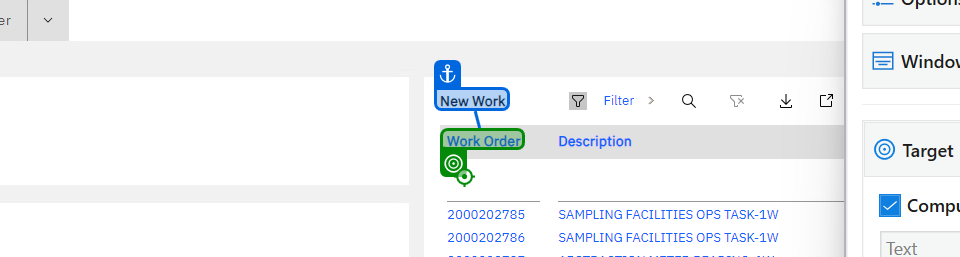 er
New Work
Filter
Work Order
Description
2000202785 SAMPLING FACILITIES OPS TASK-1W
2000202786 SAMPLING FACILITIES OPS TASK-1W
Options
Window
Target
Compu
Text